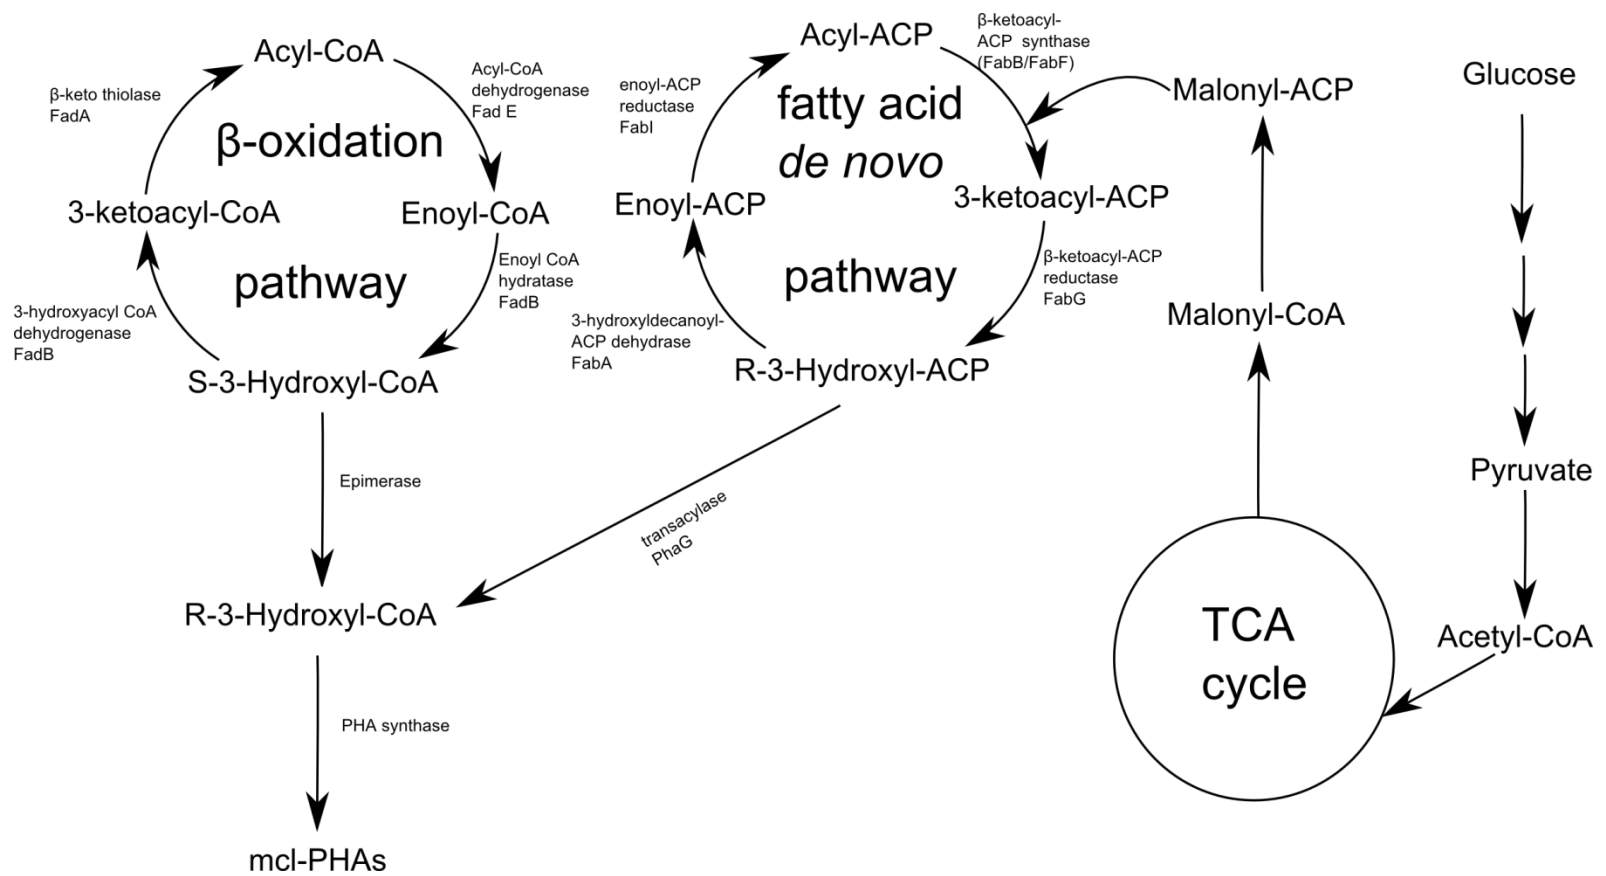 Acyl-CoA
β-keto thiolase
FadA
Acyl-CoA
dehydrogenase
Fad E
β-oxidation
pathway
3-ketoacyl-CoA
Enoyl-CoA
Enoyl CoA
hydratase
FadB
3-hydroxyacyl CoA
dehydrogenase
FadB
S-3-Hydroxyl-CoA
Epimerase
R-3-Hydroxyl-CoA
PHA synthase
mcl-PHAs
Acyl-ACP
β-ketoacyl-
ACP synthase
(FabB/FabF)
enoyl-ACP
reductase
FabI
fatty acid
de novo
pathway
Enoyl-ACP
3-ketoacyl-ACP
β-ketoacyl-ACP
reductase
FabG
3-hydroxyldecanoyl-
ACP dehydrase
FabA
R-3-Hydroxyl-ACP
transacylase
PhaG
Malonyl-ACP
Malonyl-CoA
TCA
cycle
Glucose
Pyruvate
Acetyl-CoA